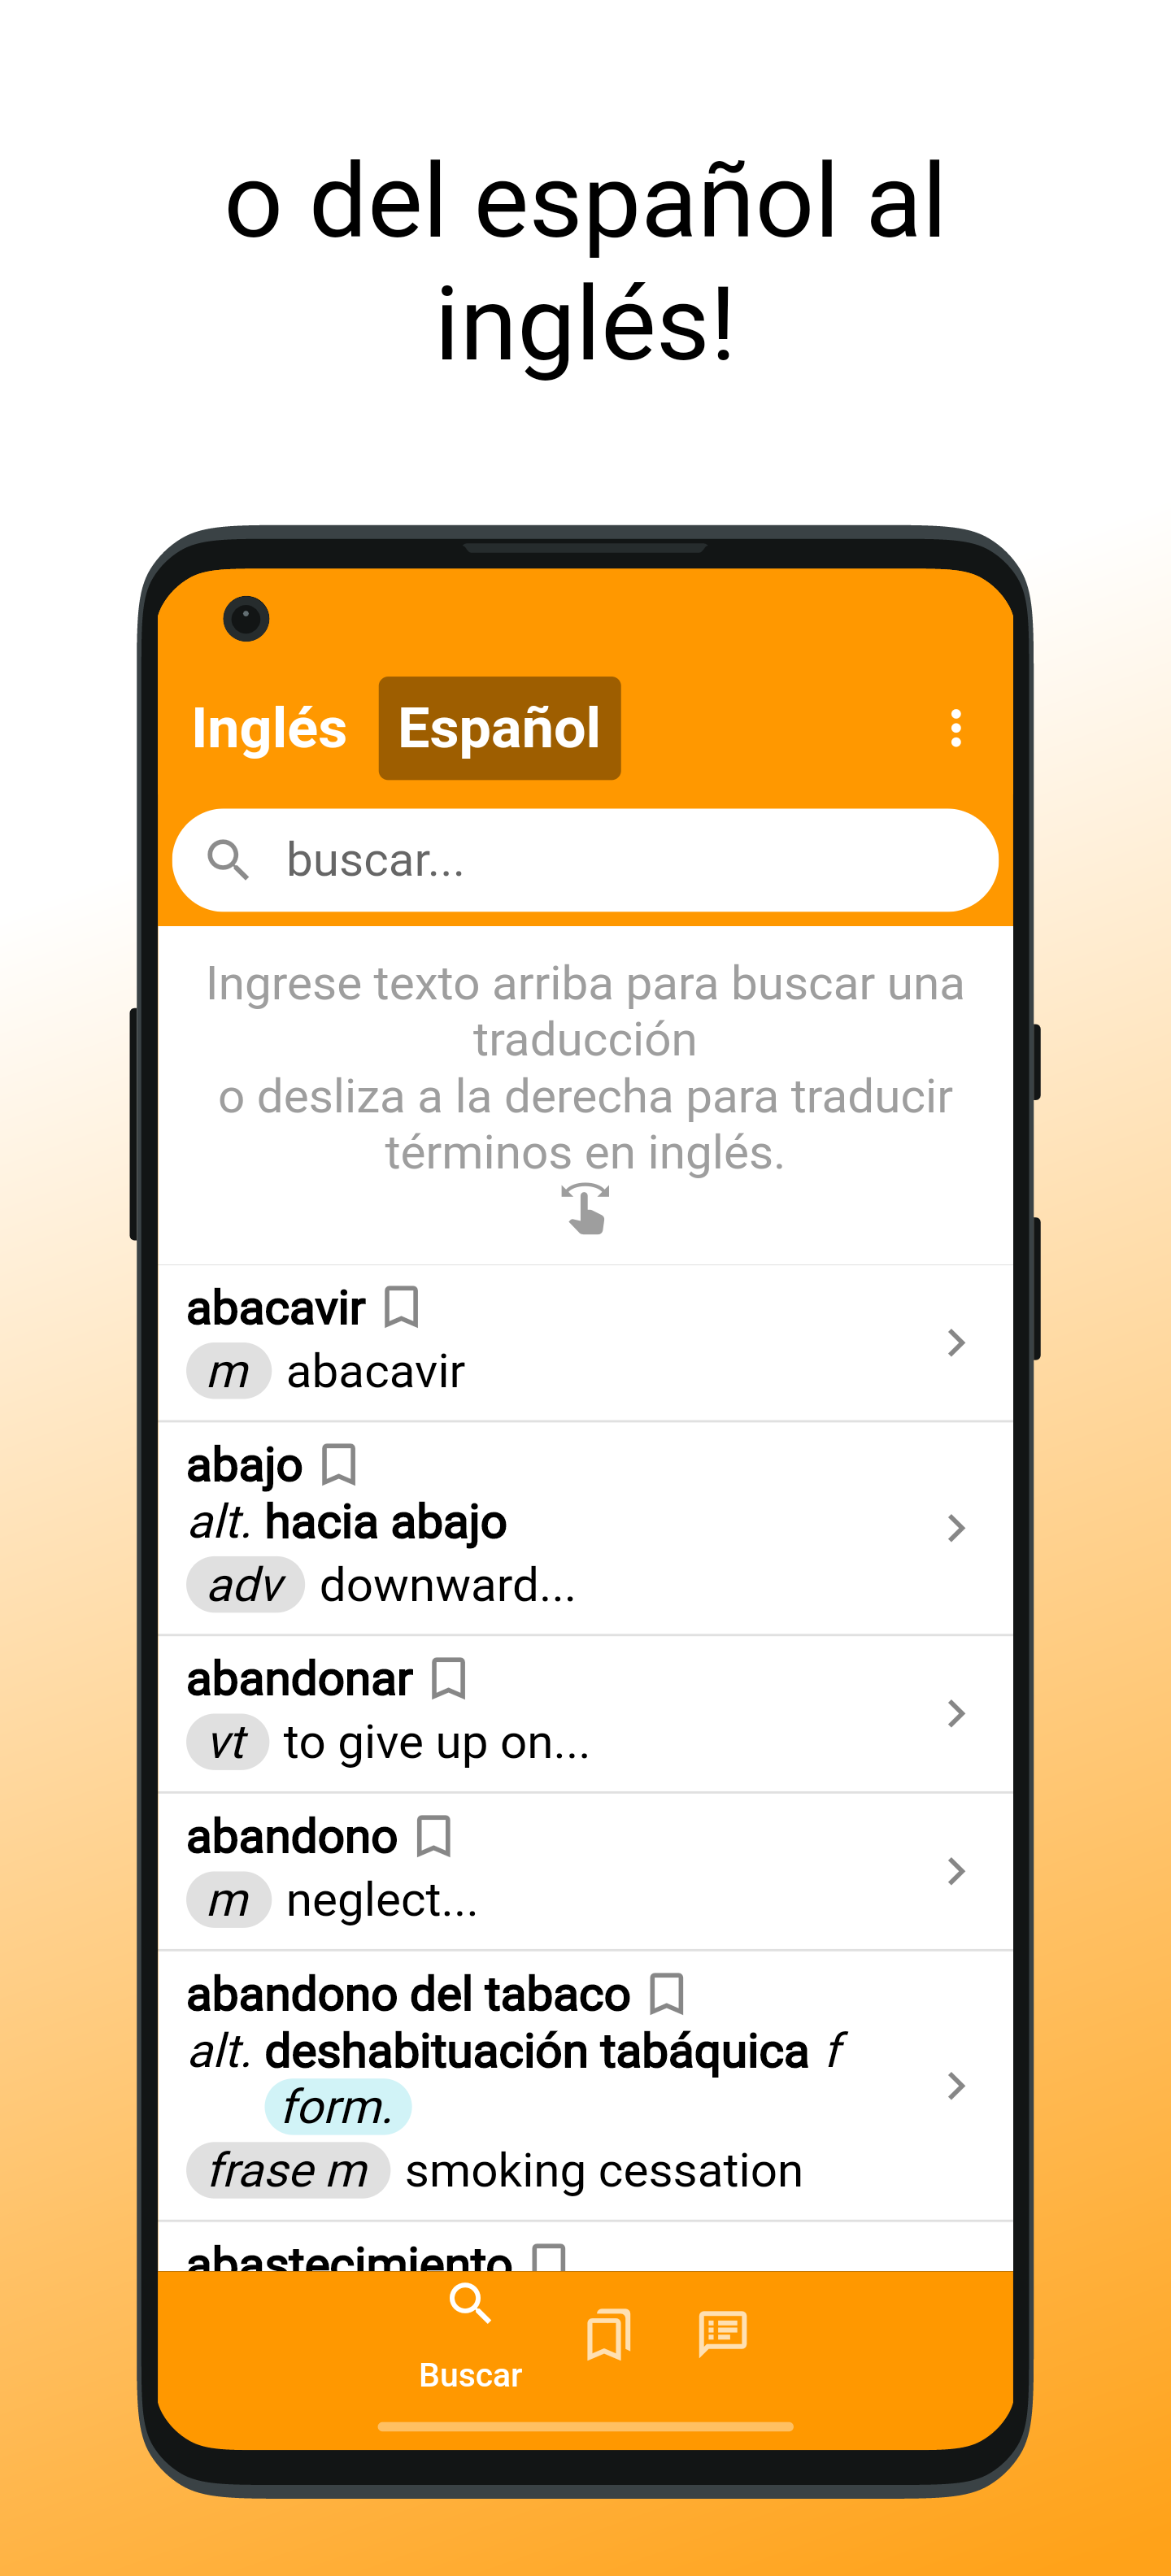 o del español al
inglés!
Inglés Español
buscar...
Ingrese texto arriba para buscar una
traducción
o desliza a la derecha para traducir
términos en inglés.
abacavir
m abacavir
abajo
alt. hacia abajo
adv downward...
abandonar
vt to give up on...
abandono
m neglect...
abandono del tabaco
alt. deshabituación tabáquica f
form.
frase m smoking cessation
abastecimiento
Buscar